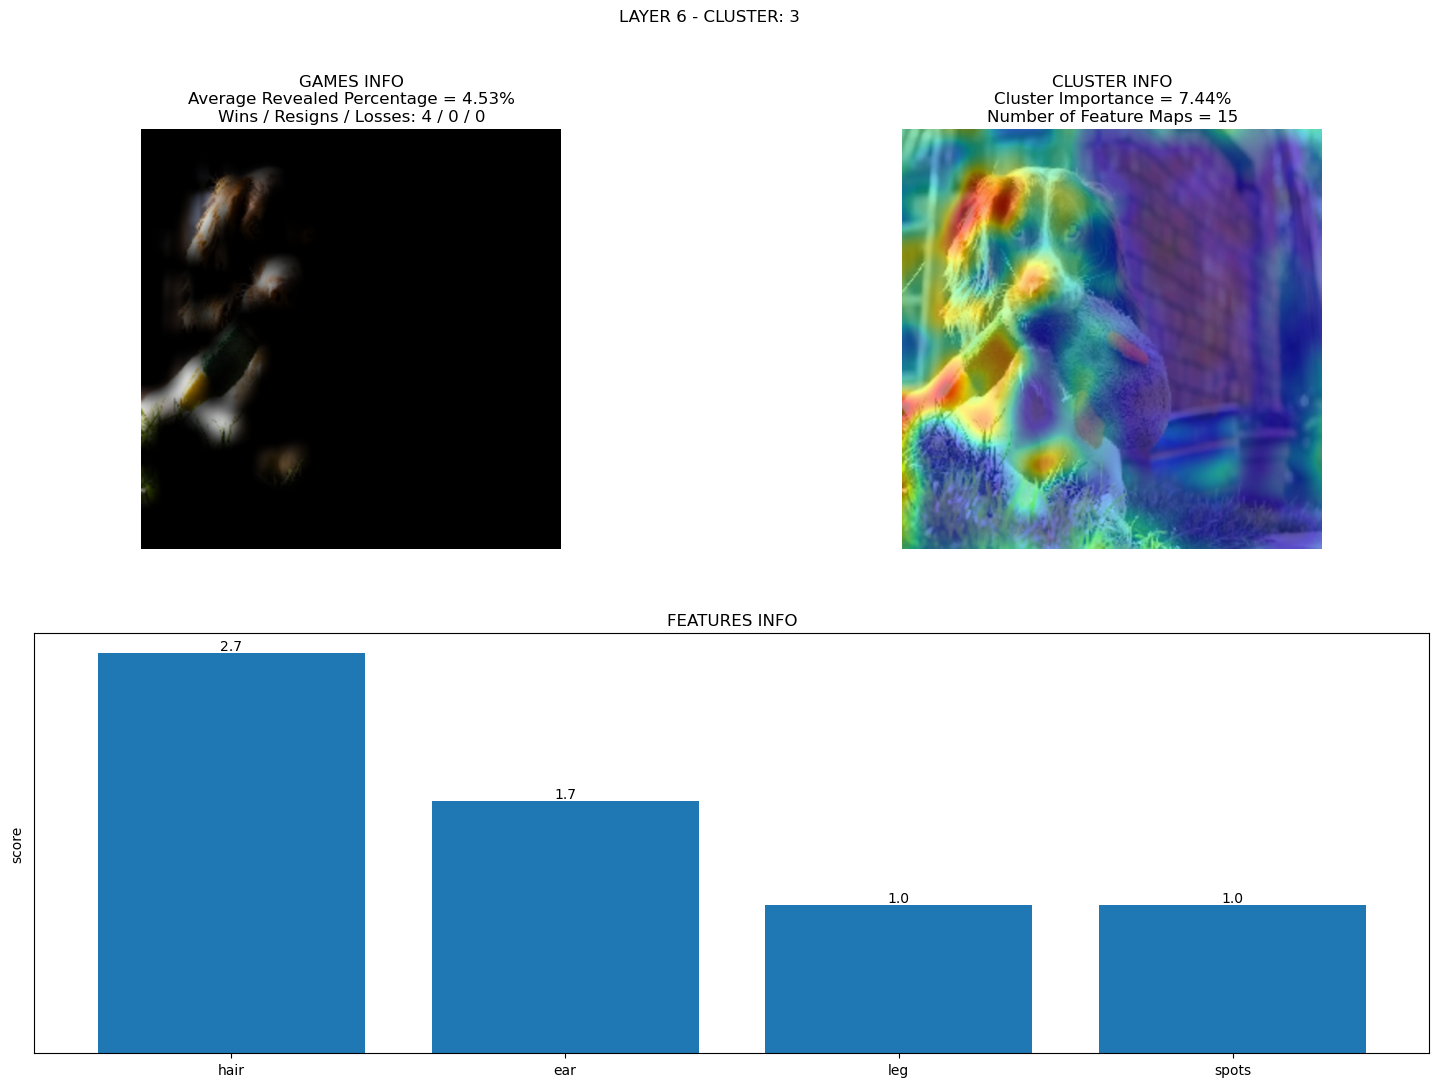 LAYER 6 - CLUSTER: 3
GAMES INFO
Average Revealed Percentage = 4.53%
Wins / Resigns / Losses: 4 / 0 / 0
CLUSTER INFO
Cluster Importance = 7.44%
Number of Feature Maps = 15
FEATURES INFO
score
2.7
1.7
1.0
1.0
hair
ear
leg
spots